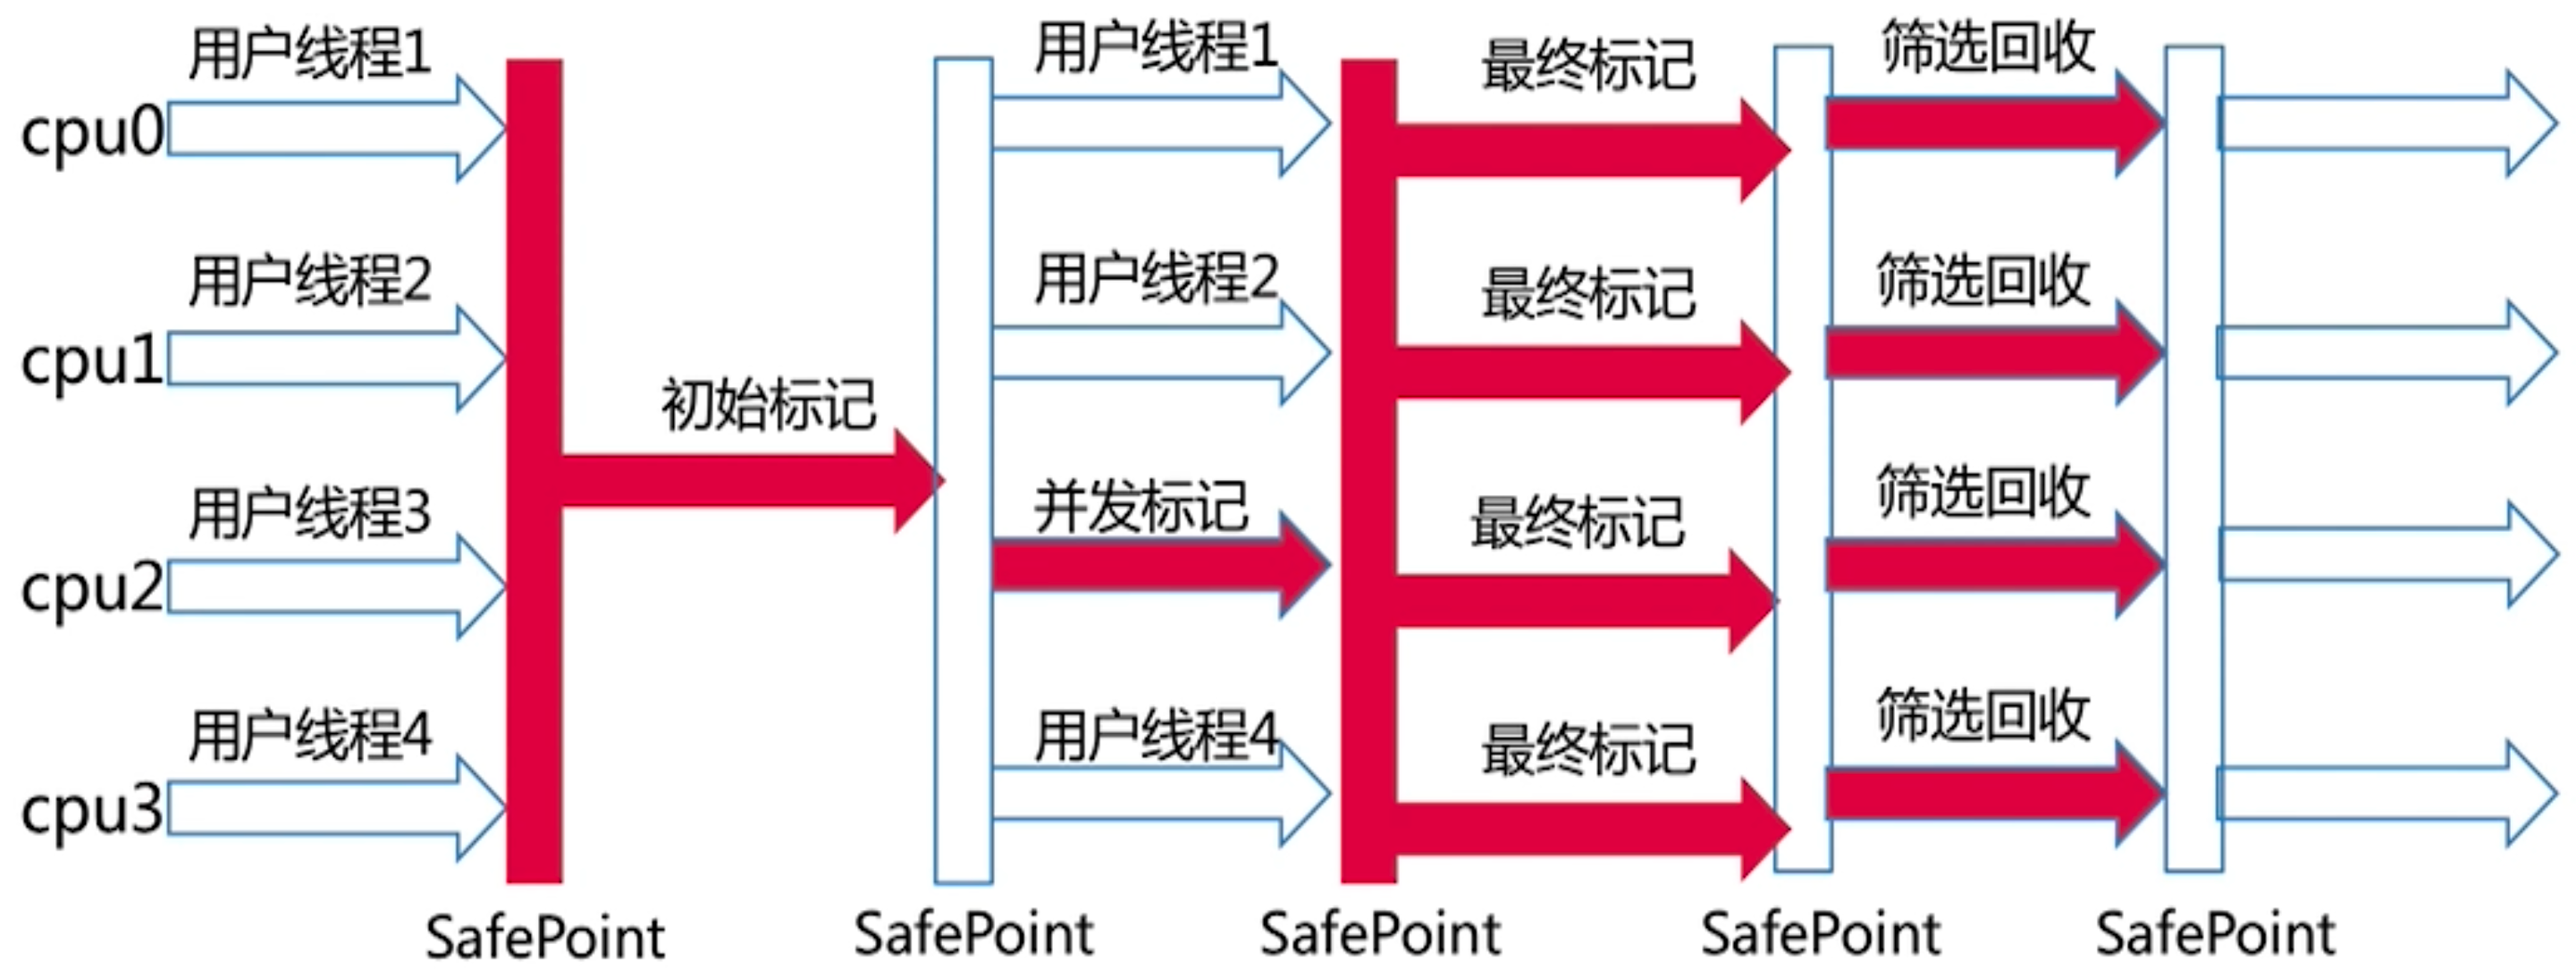 用户线程1
用户线程1
最终标记
筛选回收
cpu0
用户线程2
用户线程2
最终标记
筛选回收
cpu1
初始标记
用户线程3
并发标记
最终标记
筛选回收
cpu2
用户线程4
用户线程4
最终标记
筛选回收
cpu3
SafePoint
SafePoint
SafePoint
SafePoint
SafePoint